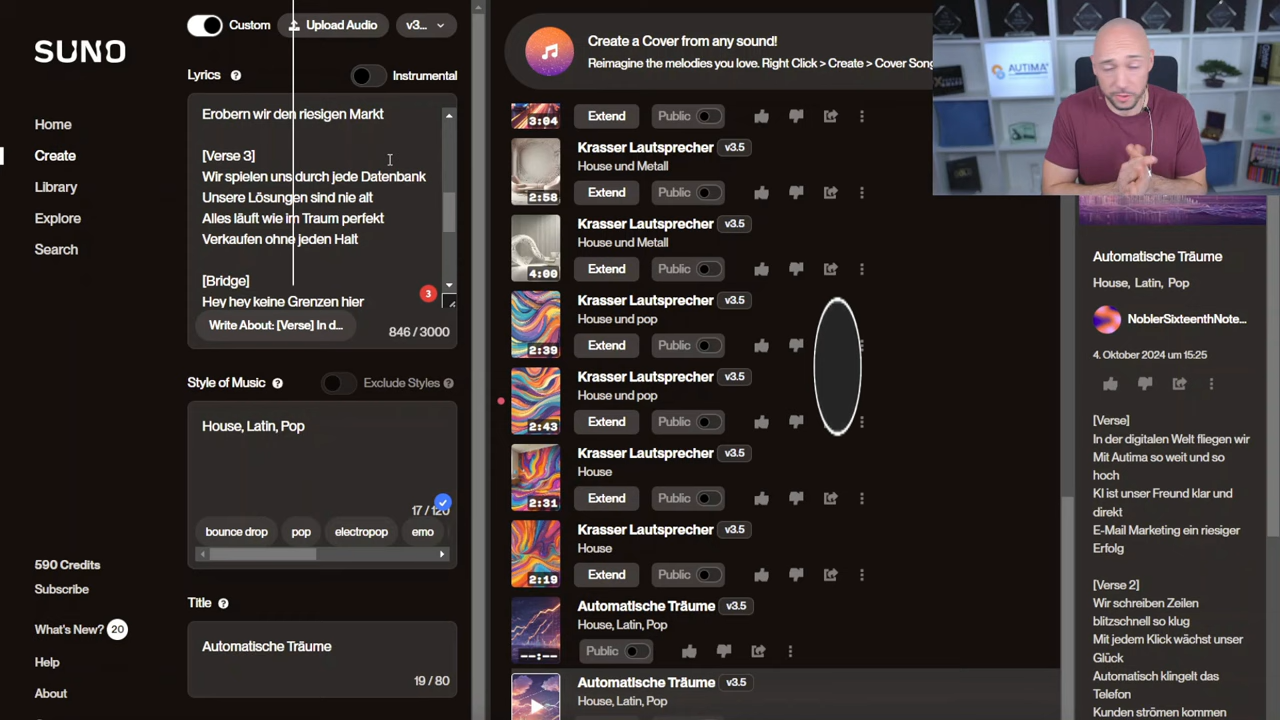 SUNO
Home
Create
Library
Explore
Search
590 Credits
Subscribe
What's New? 20
Help
About
Custom
Upload Audio
v3...
Lyrics
Instrumental
Erobern wir den riesigen Markt
[Verse 3]
Wir spielen uns durch jede Datenbank
Unsere Lösungen sind nie alt
Alles läuft wie im Traum perfekt
Verkaufen ohne jeden Halt
[Bridge]
Hey hey keine Grenzen hier
3
Write About: [Verse] In d...
846 / 3000
Style of Music
Exclude Styles
House, Latin, Pop
17 / 120
bounce drop
pop
electropop
emo
Title
Automatische Träume
19 / 80
Create a Cover from any sound!
Reimagine the melodies you love. Right Click > Create > Cover Song
3:04
Extend
Public
Krasser Lautsprecher v3.5
House und Metall
2:58
Extend
Public
Krasser Lautsprecher v3.5
House und Metall
4:00
Extend
Public
Krasser Lautsprecher v3.5
House und pop
2:39
Extend
Public
Krasser Lautsprecher v3.5
House und pop
2:43
Extend
Public
Krasser Lautsprecher v3.5
House
2:31
Extend
Public
Krasser Lautsprecher v3.5
House
2:19
Extend
Public
Automatische Träume v3.5
House, Latin, Pop
--:--
Public
Automatische Träume v3.5
House, Latin, Pop
AUTIMA
Automatische Träume
House, Latin, Pop
NoblerSixteenthNote...
4. Oktober 2024 um 15:25
[Verse]
In der digitalen Welt fliegen wir
Mit Autima so weit und so
hoch
KI ist unser Freund klar und
direkt
E-Mail Marketing ein riesiger
Erfolg
[Verse 2]
Wir schreiben Zeilen
blitzschnell so klug
Mit jedem Klick wächst unser
Glück
Automatisch klingelt das
Telefon
Kunden strömen kommen